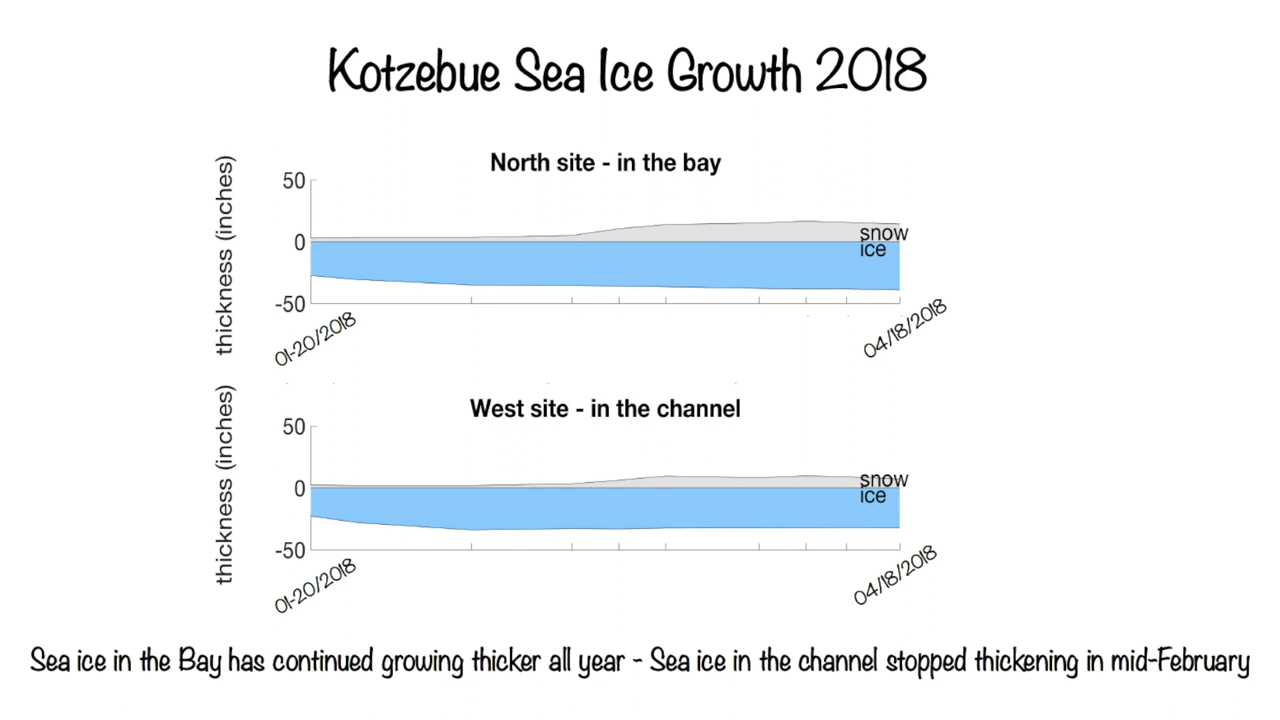 Kotzebue Sea Ice Growth 2018
North site - in the bay
thickness (inches)
50
0
-50
snow
ice
01-20/2018
04/18/2018
West site - in the channel
thickness (inches)
50
0
-50
snow
ice
01-20/2018
04/18/2018
Sea ice in the Bay has continued growing thicker all year - Sea ice in the channel stopped thickening in mid-February